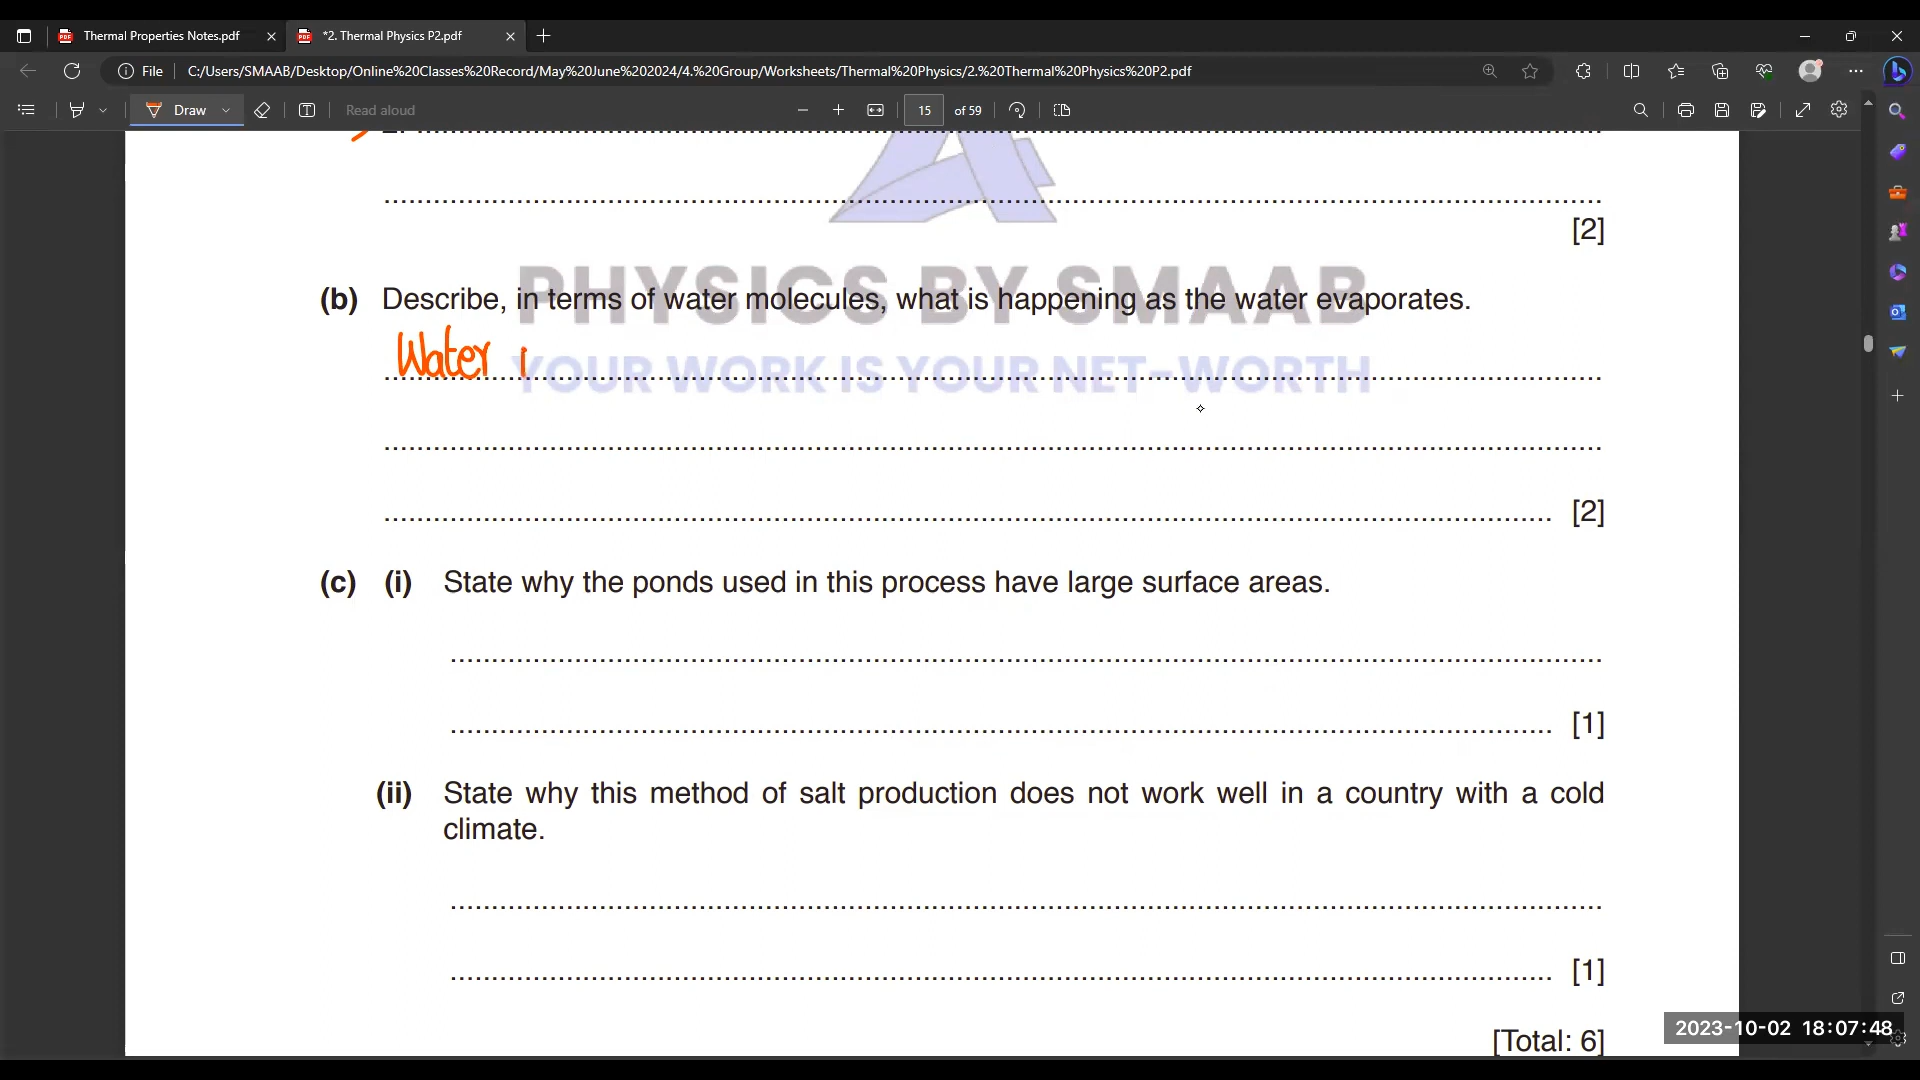 Thermal Properties Notes.pdf
*2. Thermal Physics P2.pdf
File
C:/Users/SMAAB/Desktop/Online%20Classes%20Record/May%20June%202024/4.%20Group/Worksheets/Thermal%20Physics/2.%20Thermal%20Physics%20P2.pdf
Draw
Read aloud
15 of 59
[2]
PHYSICS BY SMAAB
YOUR WORK IS YOUR NET-WORTH
(b) Describe, in terms of water molecules, what is happening as the water evaporates.
Water
[2]
(c) (i) State why the ponds used in this process have large surface areas.
[1]
(ii) State why this method of salt production does not work well in a country with a cold
climate.
[1]
[Total: 6]
2023-10-02 18:07:48